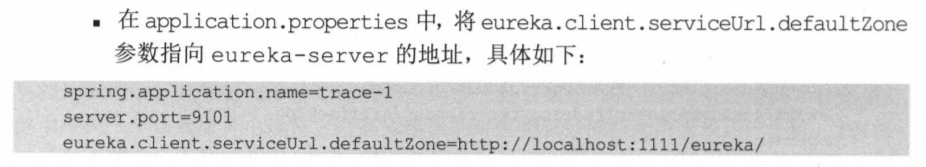 ▪ 在 application.properties 中，将 eureka.client.serviceUrl.defaultZone
参数指向 eureka-server 的地址，具体如下：
spring.application.name=trace-1
server.port=9101
eureka.client.serviceUrl.defaultZone=http://localhost:1111/eureka/